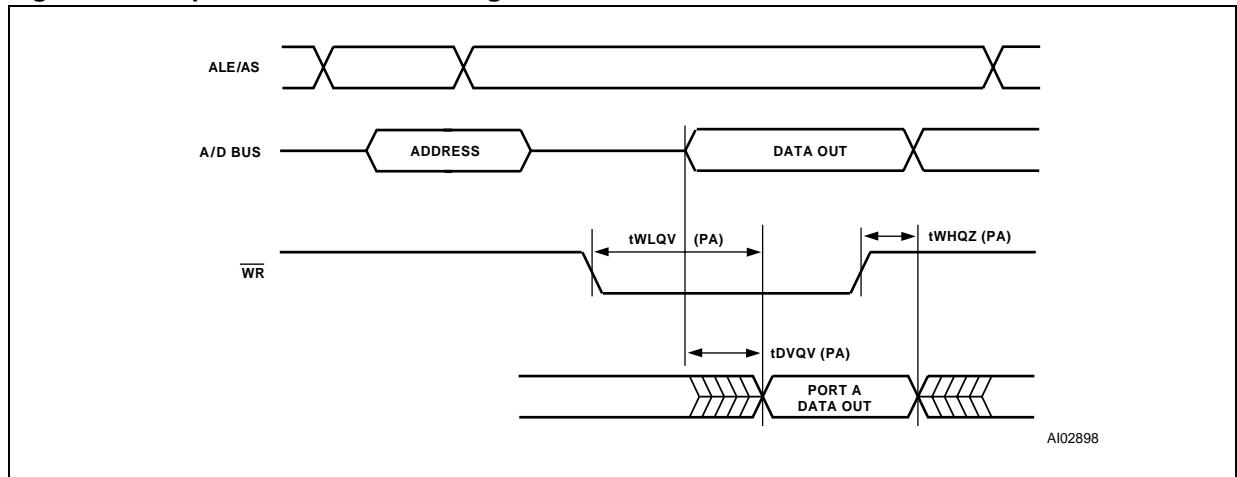 ALE/AS
A/D BUS
ADDRESS
DATA OUT
tWLQV (PA)
tWHQZ (PA)
WR
tDVQV (PA)
PORT A
DATA OUT
AI02898